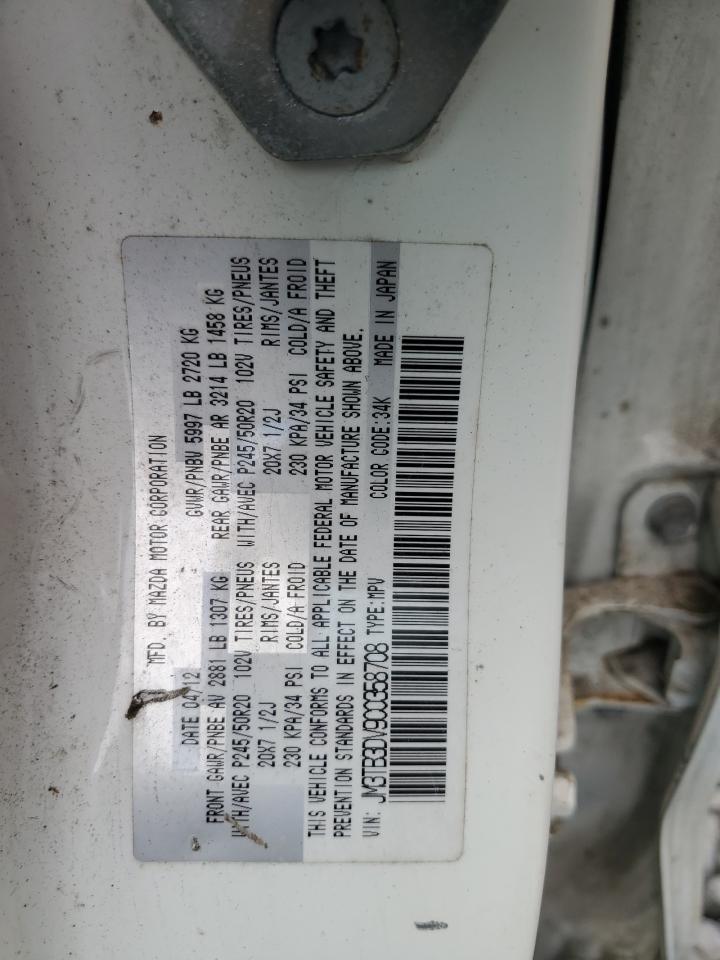 MFD. BY MAZDA MOTOR CORPORATION
DATE 04/12 GVWR/PNBV 5997 LB 2720 KG
FRONT GAWR/PNBE AV 2881 LB 1307 KG REAR GAWR/PNBE AR 3214 LB 1458 KG
WITH/AVEC P245/50R20 102V TIRES/PNEUS WITH/AVEC P245/50R20 102V TIRES/PNEUS
20X7 1/2J RIMS/JANTES 20X7 1/2J RIMS/JANTES
230 KPA/34 PSI COLD/A FROID 230 KPA/34 PSI COLD/A FROID
THIS VEHICLE CONFORMS TO ALL APPLICABLE FEDERAL MOTOR VEHICLE SAFETY AND THEFT
PREVENTION STANDARDS IN EFFECT ON THE DATE OF MANUFACTURE SHOWN ABOVE.
VIN: JM3TB3DV9C0358708 TYPE:MPV COLOR CODE:34K MADE IN JAPAN